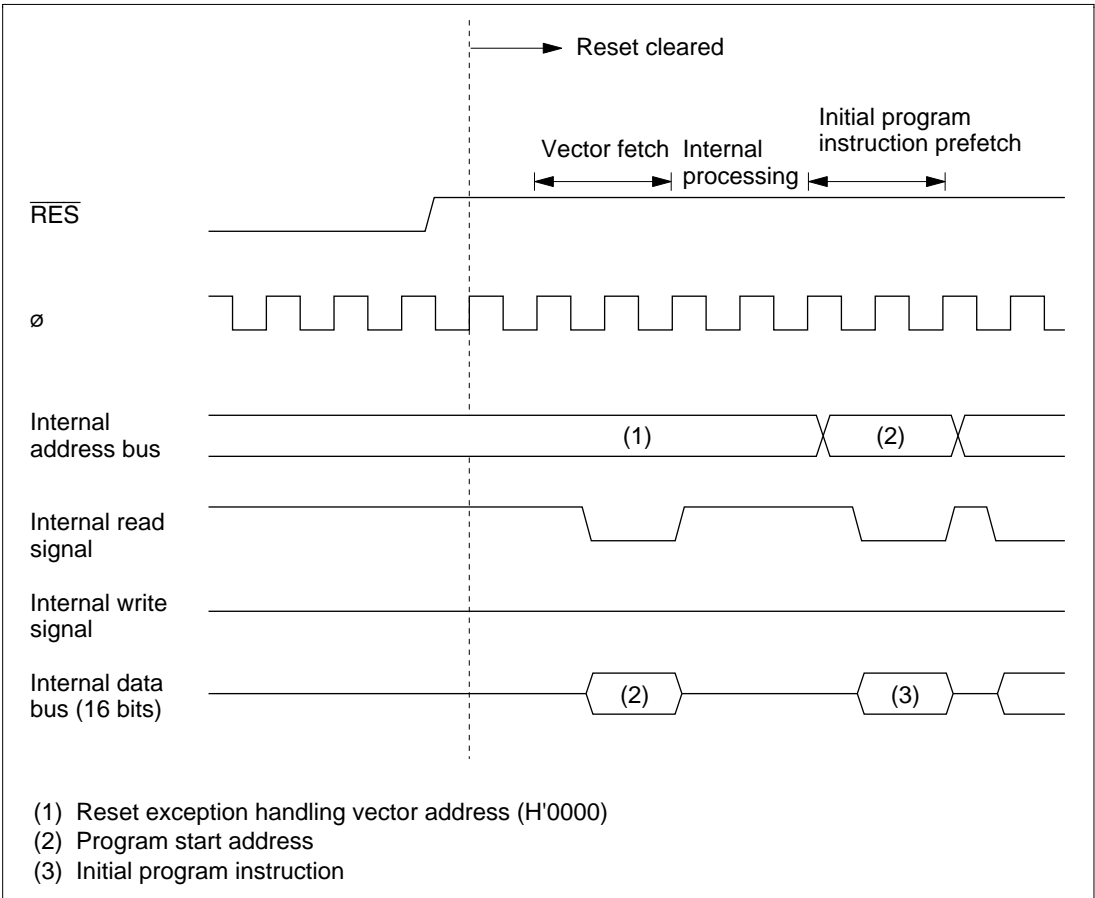 Reset cleared
Initial program
instruction prefetch
Vector fetch
Internal
processing
R̅E̅S̅
ø
Internal
address bus
(1)
(2)
Internal read
signal
Internal write
signal
Internal data
bus (16 bits)
(2)
(3)
(1) Reset exception handling vector address (H'0000)
(2) Program start address
(3) Initial program instruction